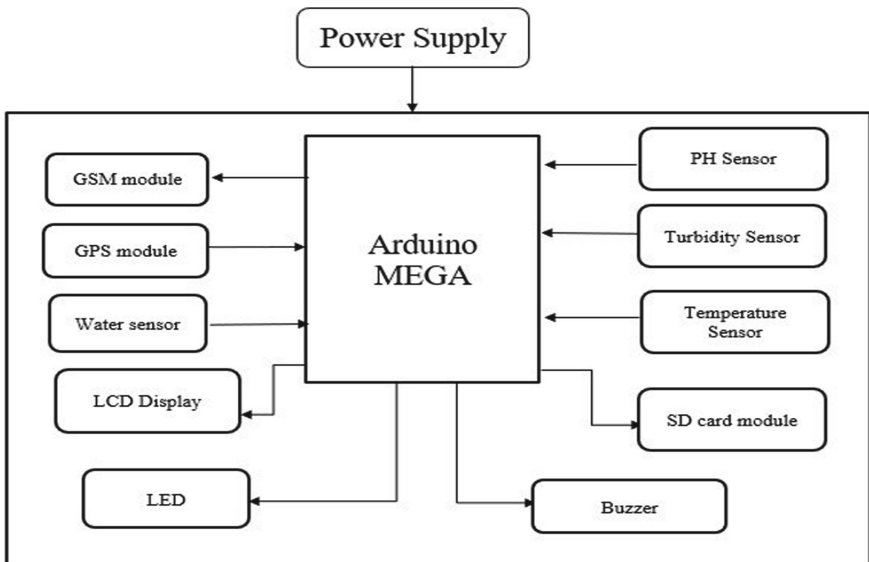 Power Supply
GSM module
GPS module
Water sensor
LCD Display
LED
Arduino
MEGA
PH Sensor
Turbidity Sensor
Temperature
Sensor
SD card module
Buzzer